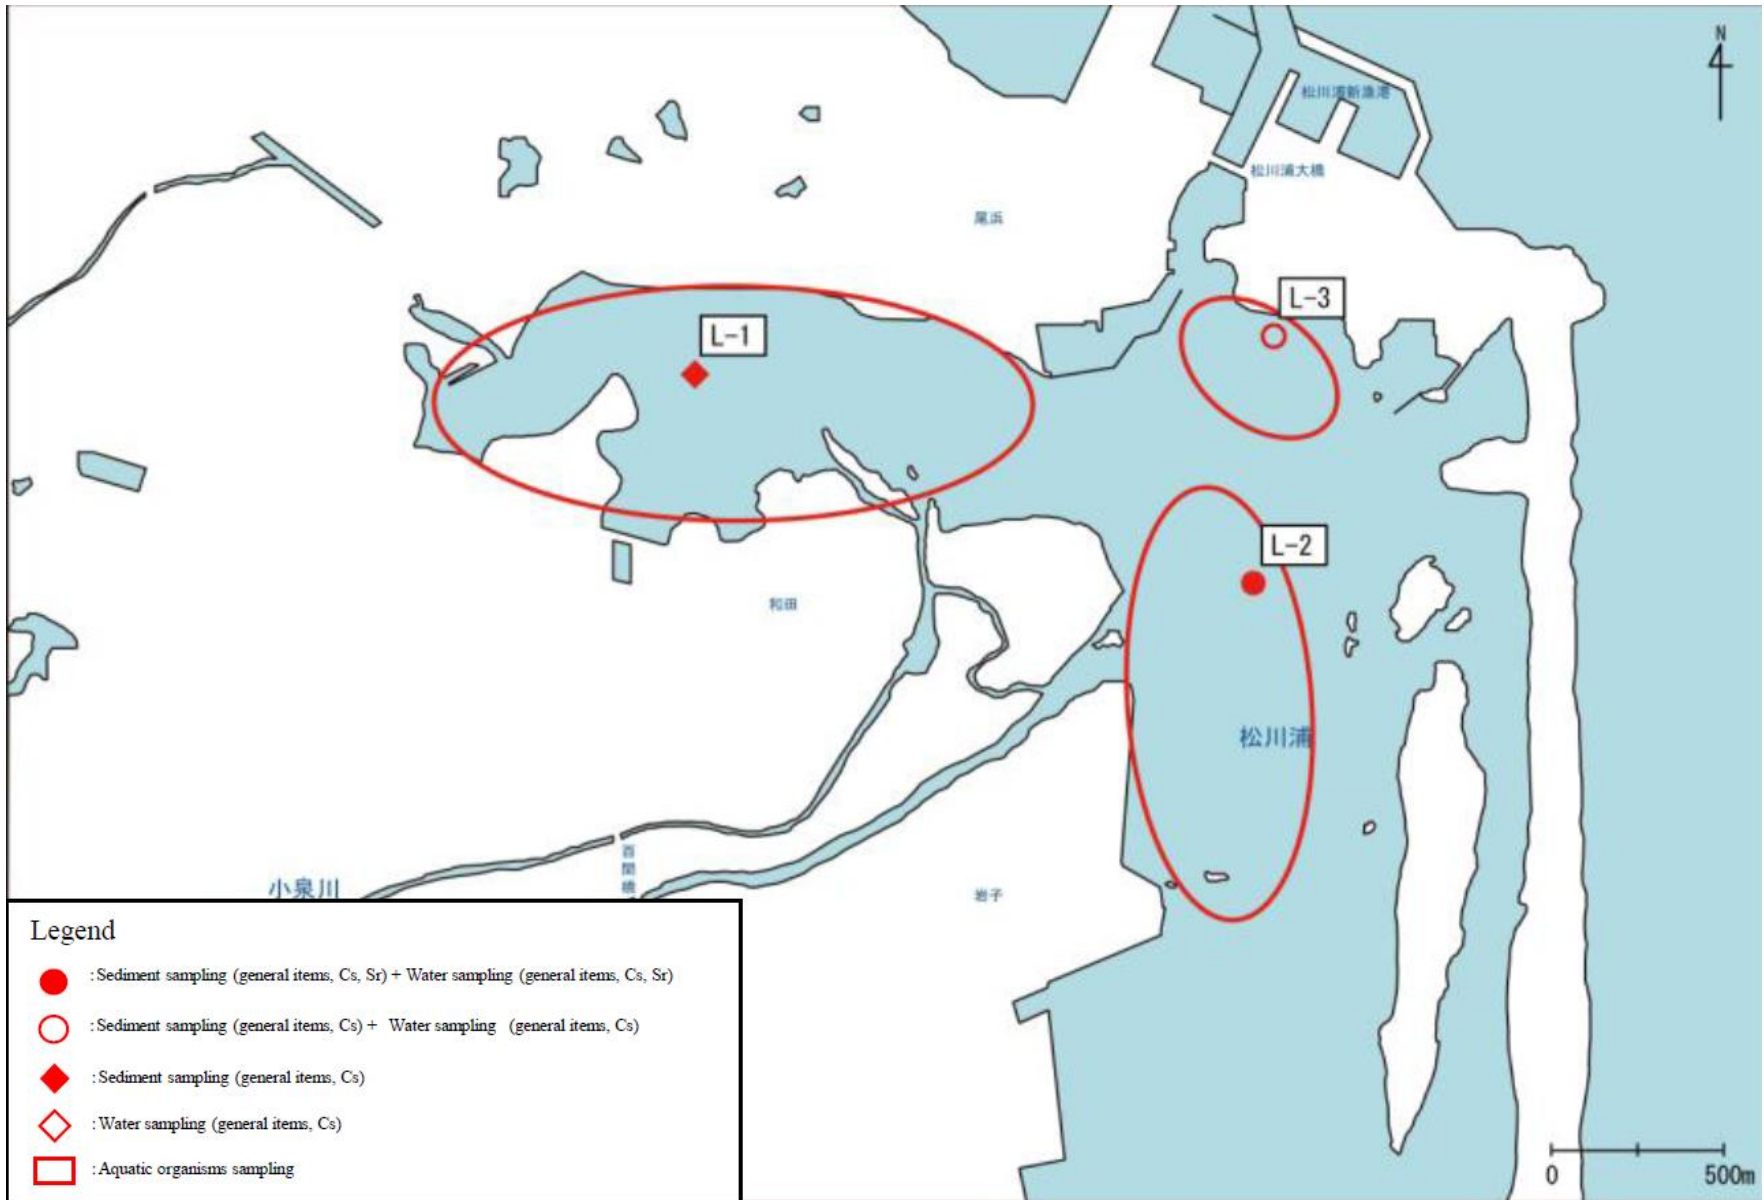 N
松川浦新漁港
松川浦大橋
尾浜
L-3
L-1
L-2
和田
松川浦
百間橋
小泉川
岩子
Legend
: Sediment sampling (general items, Cs, Sr) + Water sampling (general items, Cs, Sr)
: Sediment sampling (general items, Cs) + Water sampling (general items, Cs)
: Sediment sampling (general items, Cs)
: Water sampling (general items, Cs)
: Aquatic organisms sampling
0 500m